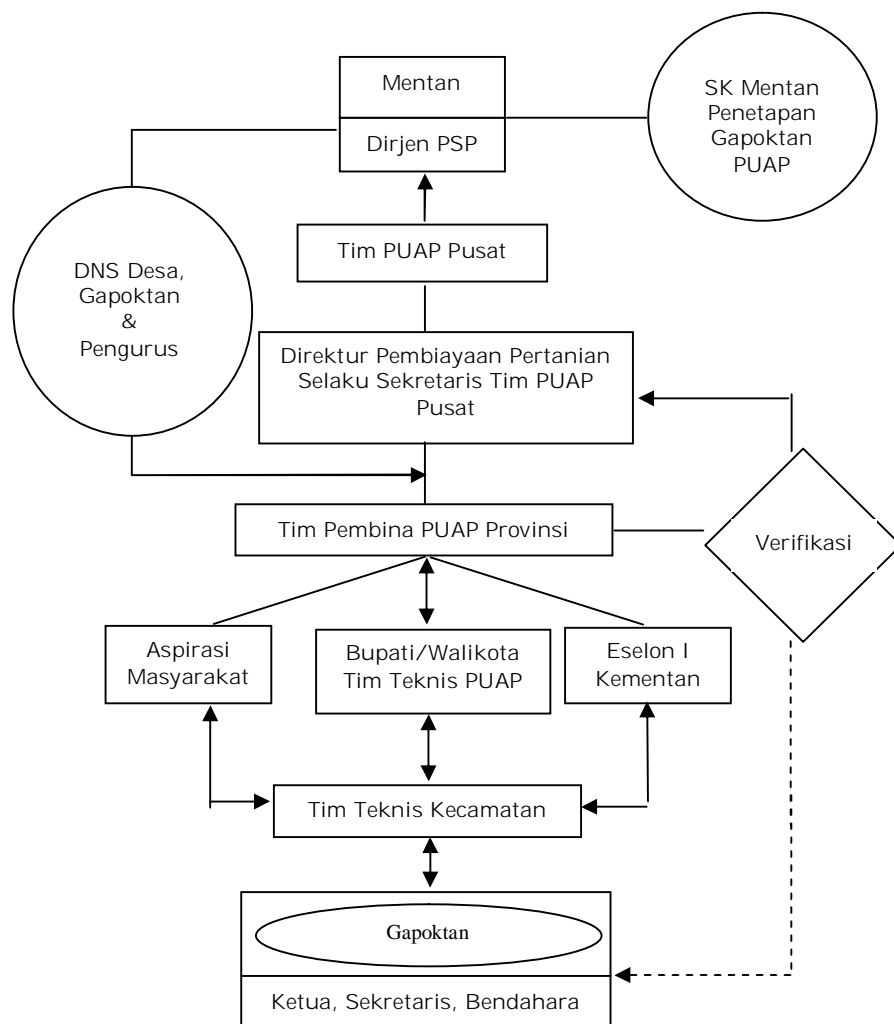 Mentan
Dirjen PSP
SK Mentan
Penetapan
Gapoktan
PUAP
Tim PUAP Pusat
DNS Desa,
Gapoktan
&
Pengurus
Direktur Pembiayaan Pertanian
Selaku Sekretaris Tim PUAP
Pusat
Tim Pembina PUAP Provinsi
Verifikasi
Aspirasi
Masyarakat
Bupati/Walikota
Tim Teknis PUAP
Eselon I
Kementan
Tim Teknis Kecamatan
Gapoktan
Ketua, Sekretaris, Bendahara